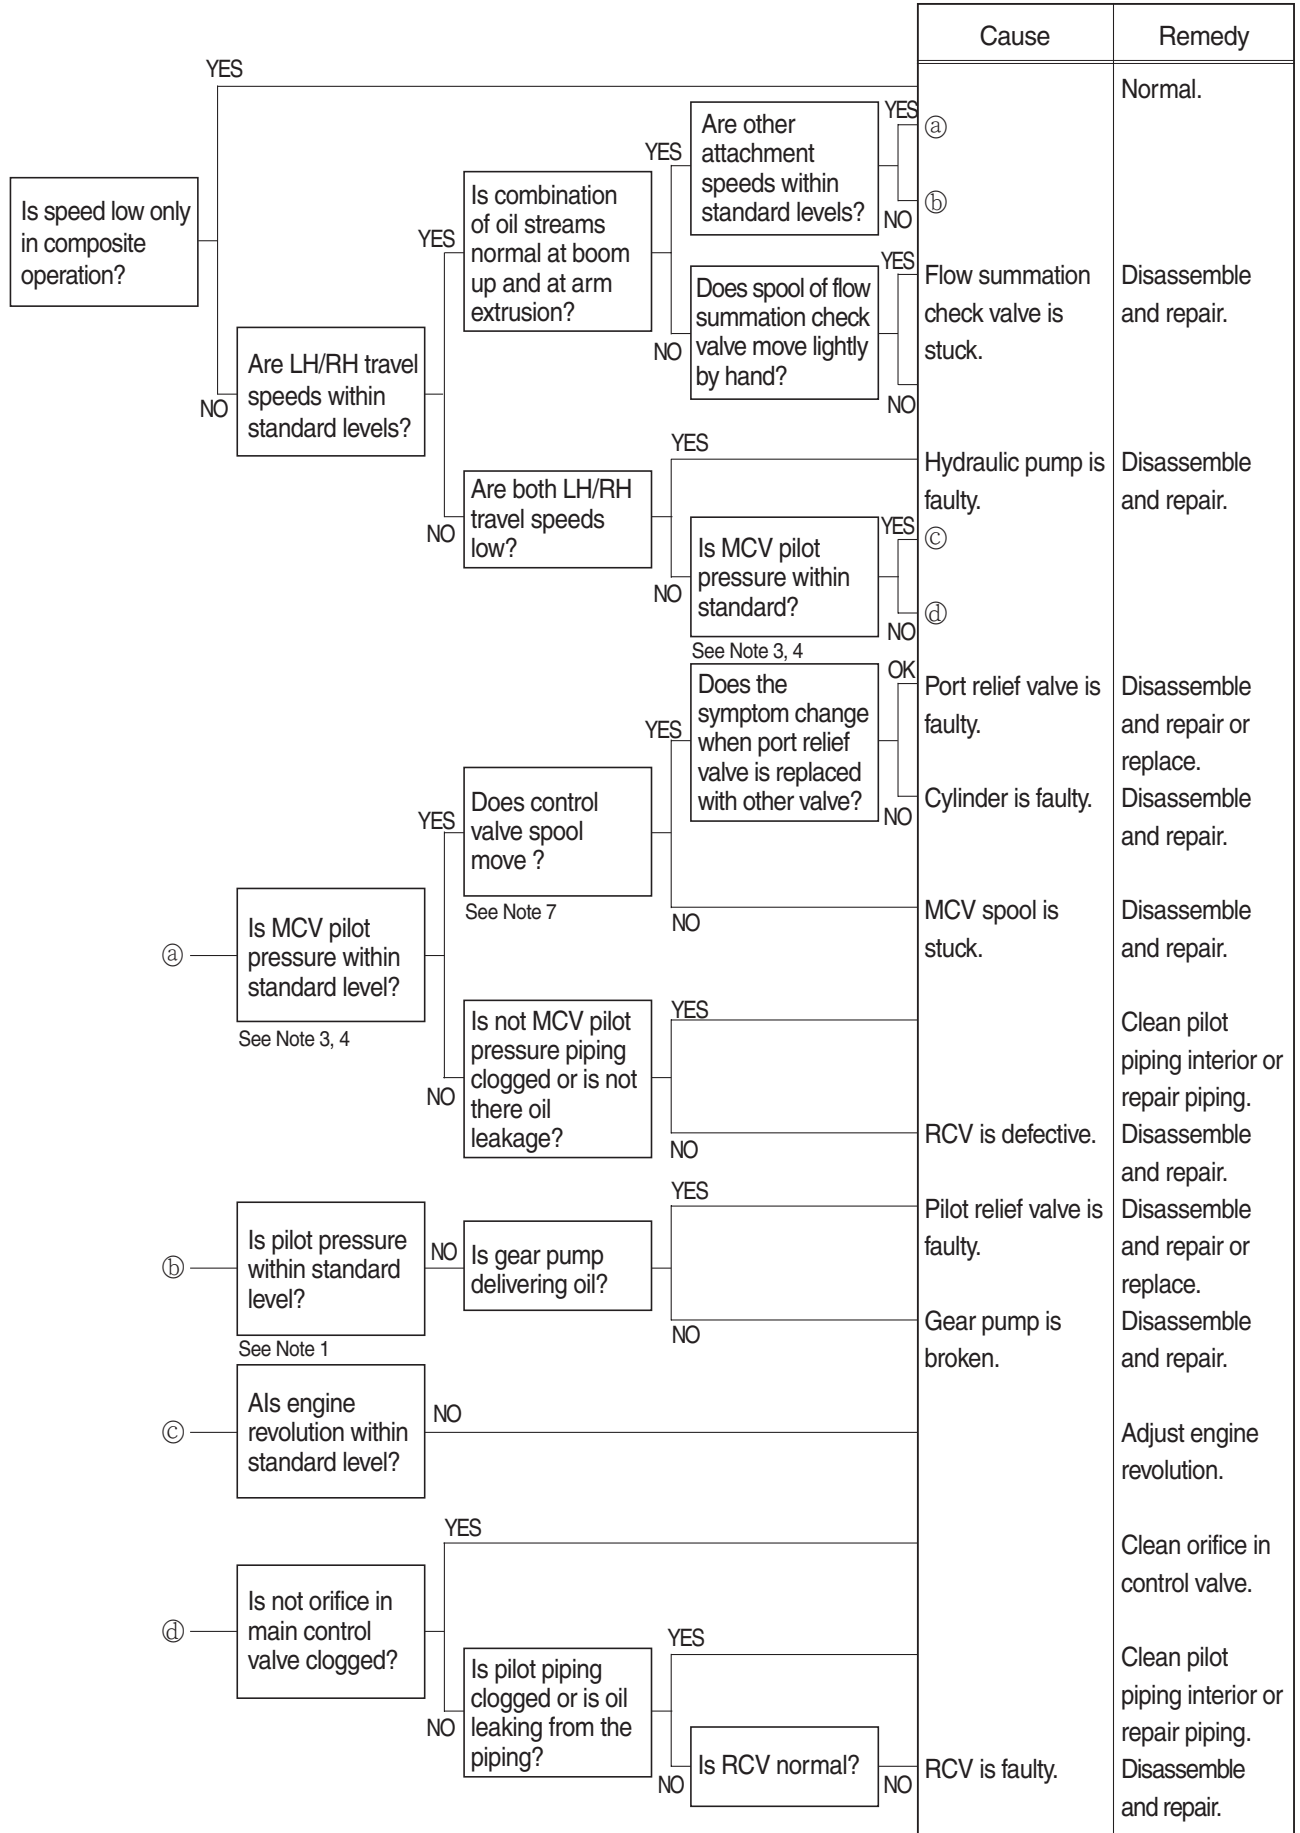 Cause
Remedy
YES
Normal.
Is speed low only
in composite
operation?
NO
Are LH/RH travel
speeds within
standard levels?
YES
Is combination
of oil streams
normal at boom
up and at arm
extrusion?
YES
Are other
attachment
speeds within
standard levels?
YES
ⓐ
NO
ⓑ
NO
Does spool of flow
summation check
valve move lightly
by hand?
YES
Flow summation
check valve is
stuck.
Disassemble
and repair.
NO
NO
Are both LH/RH
travel speeds
low?
YES
Hydraulic pump is
faulty.
Disassemble
and repair.
NO
Is MCV pilot
pressure within
standard?
See Note 3, 4
YES
ⓒ
NO
ⓓ
ⓐ
Is MCV pilot
pressure within
standard level?
See Note 3, 4
YES
Does control
valve spool
move ?
See Note 7
YES
Does the
symptom change
when port relief
valve is replaced
with other valve?
OK
Port relief valve is
faulty.
Disassemble
and repair or
replace.
NO
Cylinder is faulty.
Disassemble
and repair.
NO
MCV spool is
stuck.
Disassemble
and repair.
NO
Is not MCV pilot
pressure piping
clogged or is not
there oil
leakage?
YES
Clean pilot
piping interior or
repair piping.
NO
RCV is defective.
Disassemble
and repair.
ⓑ
Is pilot pressure
within standard
level?
See Note 1
NO
Is gear pump
delivering oil?
YES
Pilot relief valve is
faulty.
Disassemble
and repair or
replace.
NO
Gear pump is
broken.
Disassemble
and repair.
ⓒ
AIs engine
revolution within
standard level?
NO
Adjust engine
revolution.
ⓓ
Is not orifice in
main control
valve clogged?
YES
Clean orifice in
control valve.
NO
Is pilot piping
clogged or is oil
leaking from the
piping?
YES
Clean pilot
piping interior or
repair piping.
NO
Is RCV normal?
NO
RCV is faulty.
Disassemble
and repair.